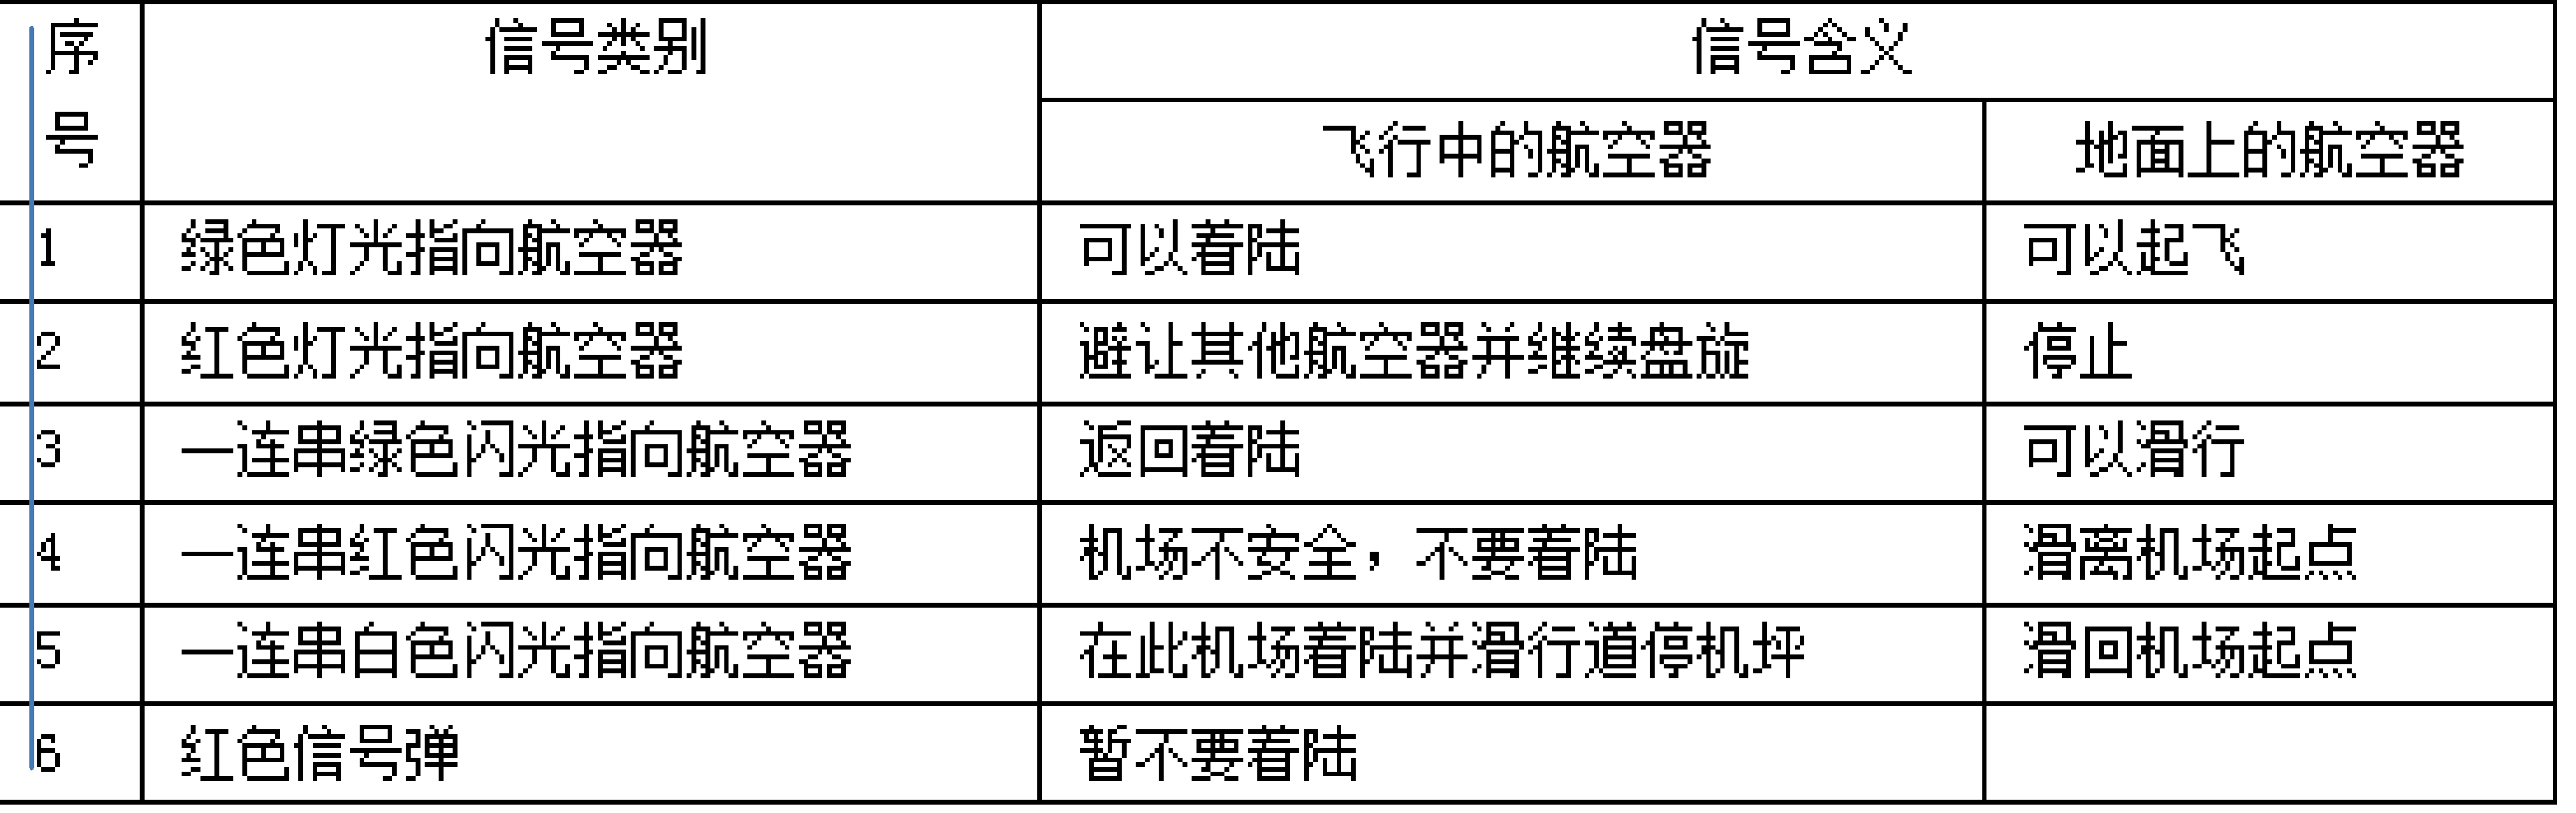 序号 信号类别 信号含义
飞行中的航空器 地面上的航空器
1 绿色灯光指向航空器 可以着陆 可以起飞
2 红色灯光指向航空器 避让其他航空器并继续盘旋 停止
3 一连串绿色闪光指向航空器 返回着陆 可以滑行
4 一连串红色闪光指向航空器 机场不安全，不要着陆 滑离机场起点
5 一连串白色闪光指向航空器 在此机场着陆并滑行道停机坪 滑回机场起点
6 红色信号弹 暂不要着陆